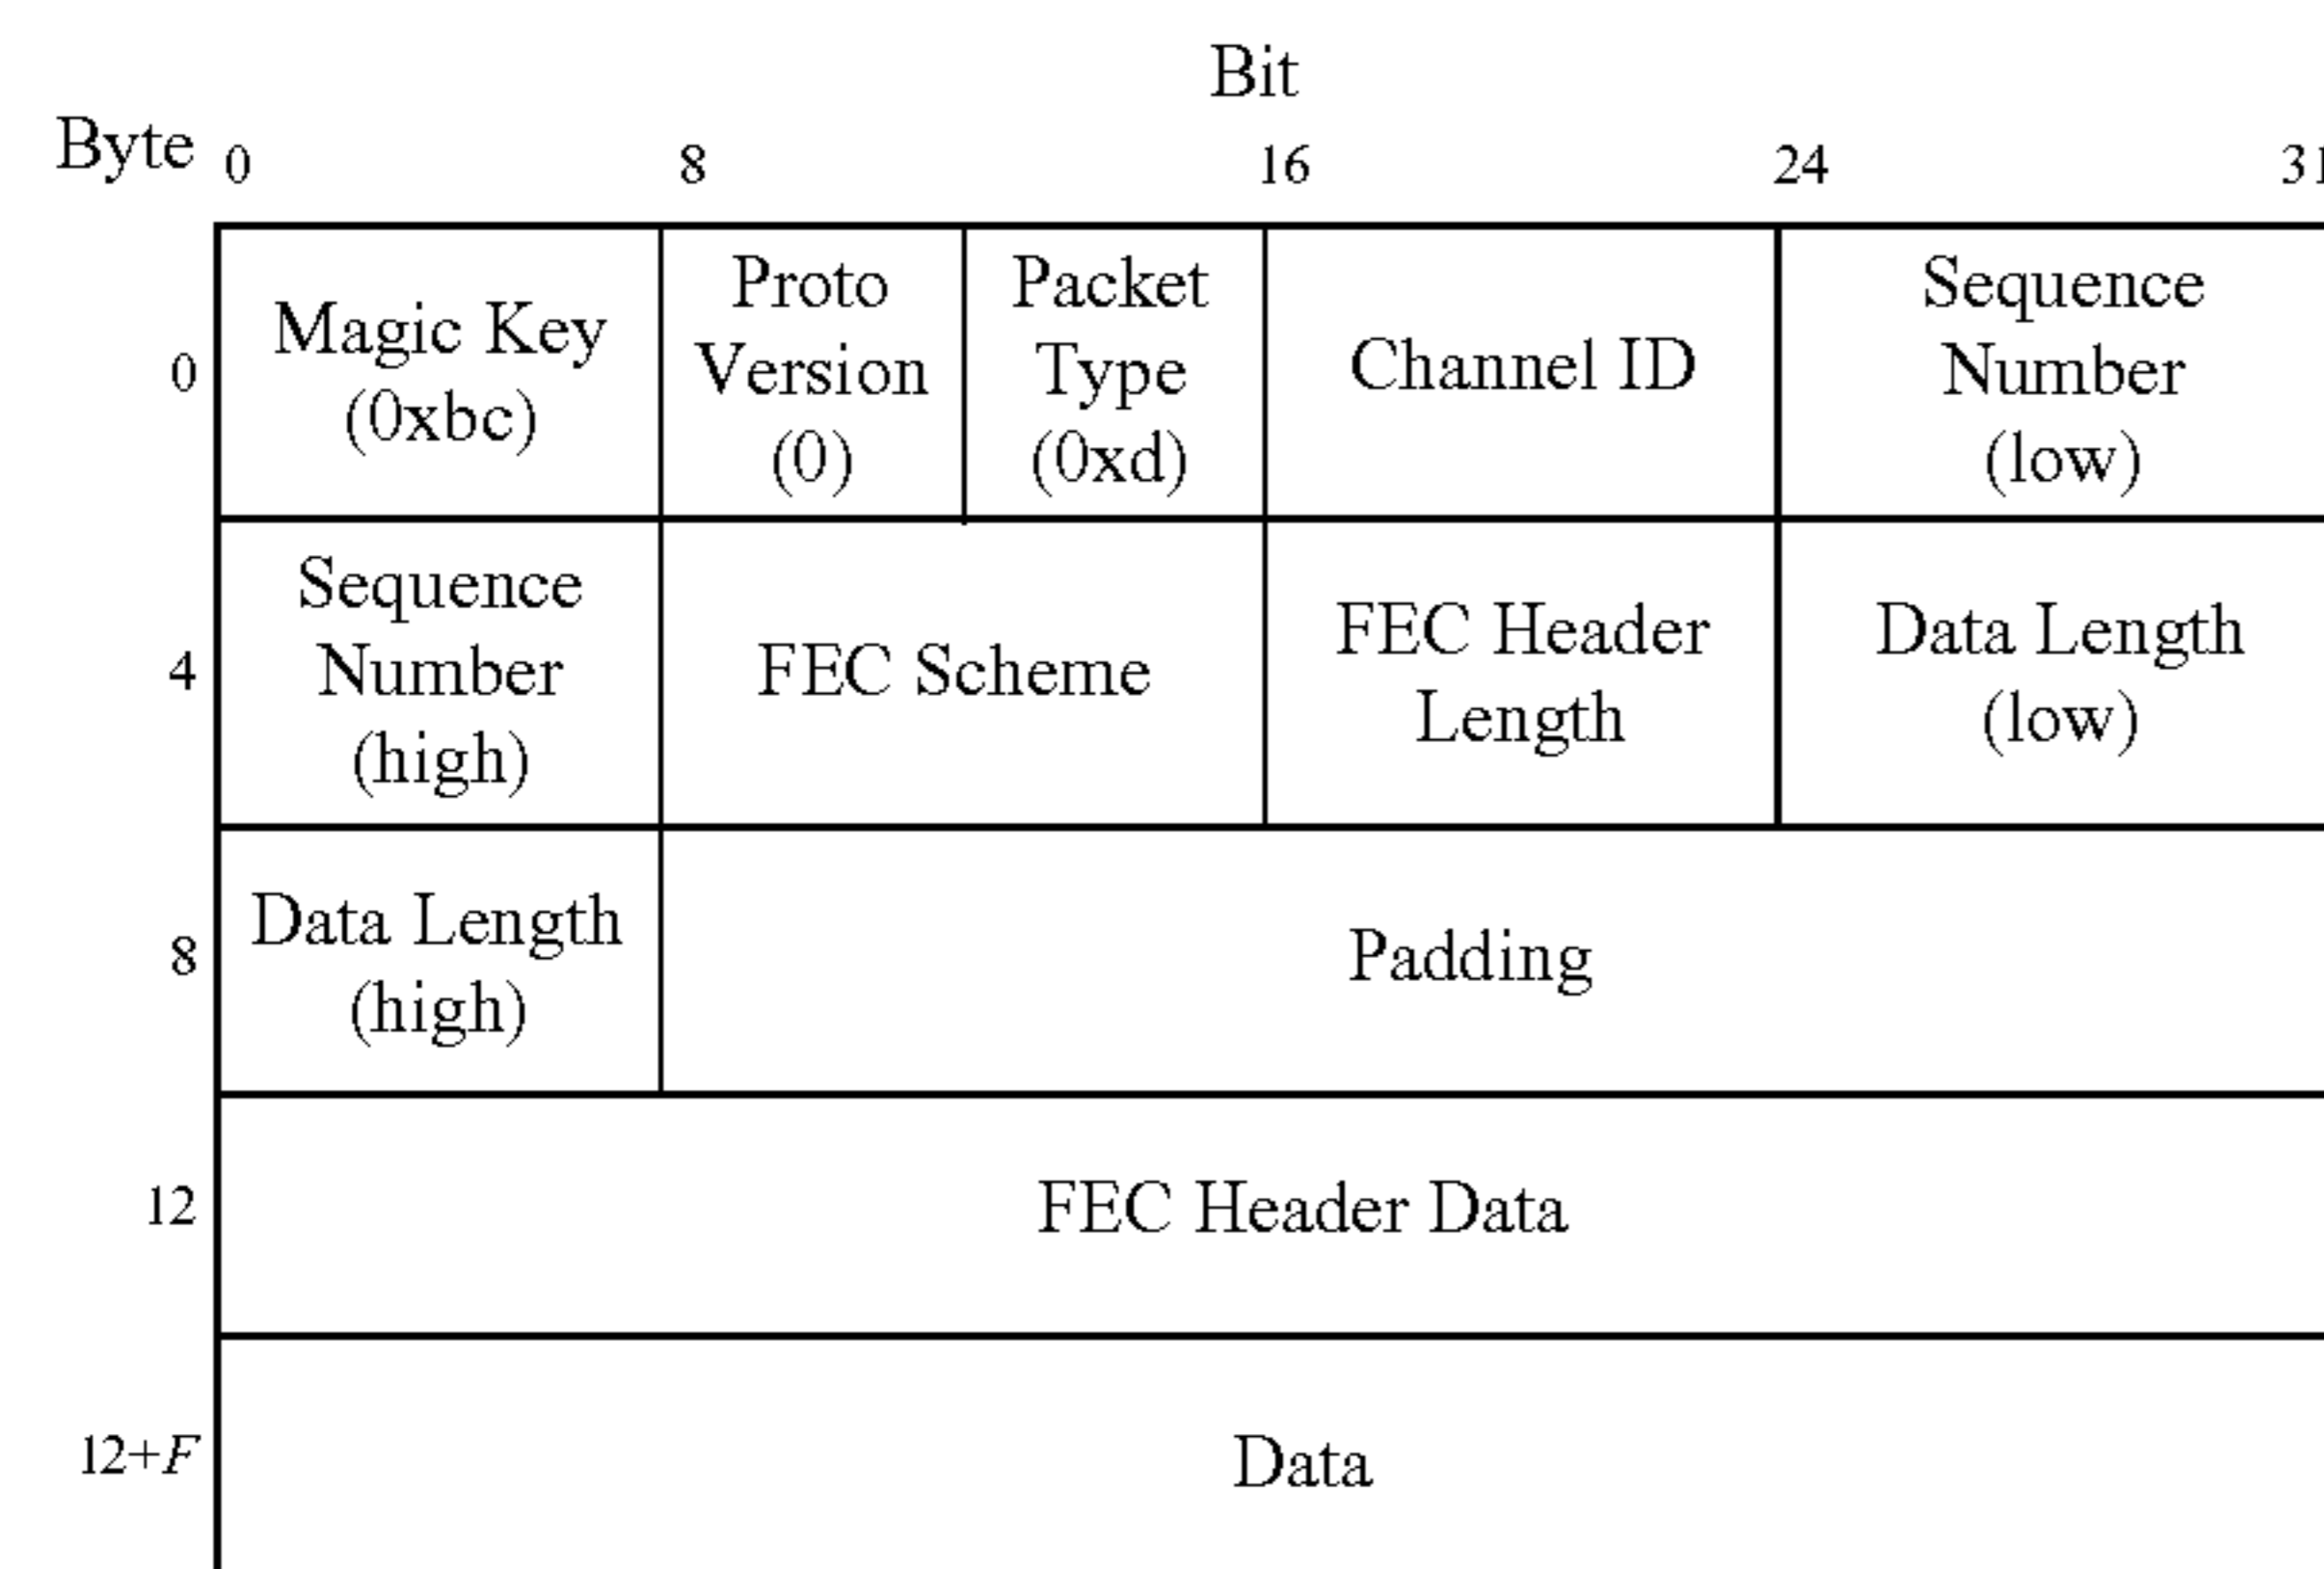 Bit
Byte 0 8 16 24 31
0
Magic Key
(0xbc)
Proto
Version
(0)
Packet
Type
(0xd)
Channel ID
Sequence
Number
(low)
4
Sequence
Number
(high)
FEC Scheme
FEC Header
Length
Data Length
(low)
8
Data Length
(high)
Padding
12
FEC Header Data
12+F
Data